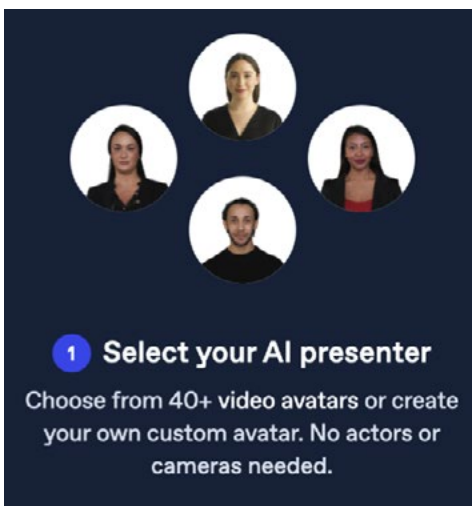 1 Select your AI presenter
Choose from 40+ video avatars or create
your own custom avatar. No actors or
cameras needed.